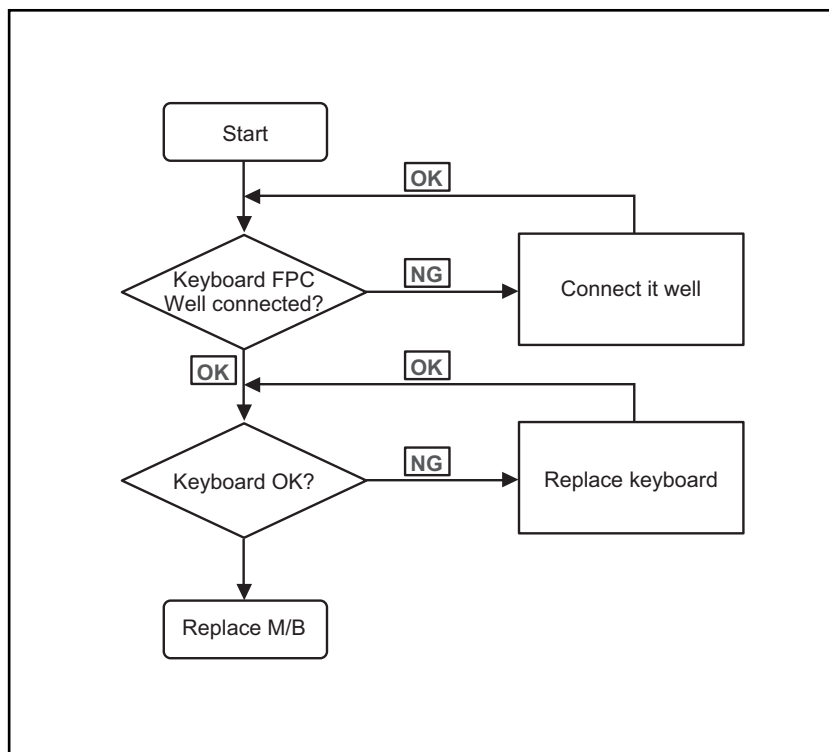 Start
OK
Keyboard FPC
Well connected?
NG
Connect it well
OK
OK
Keyboard OK?
NG
Replace keyboard
Replace M/B